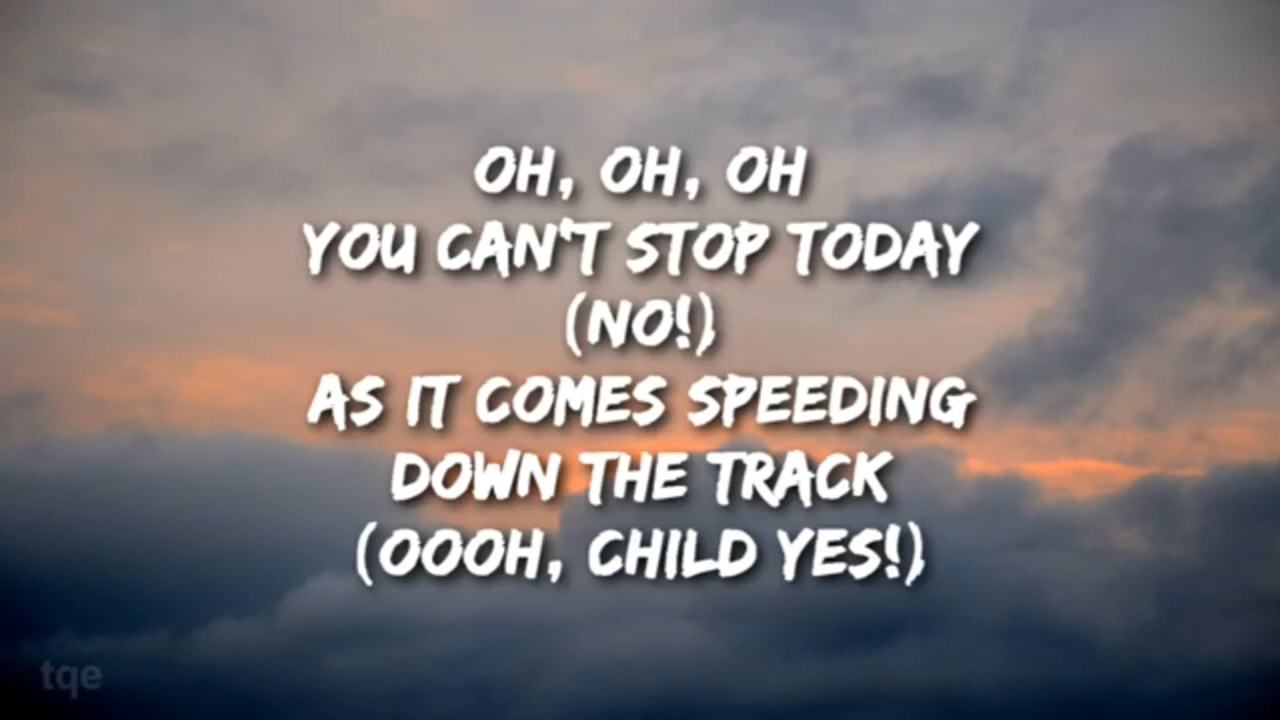 OH, OH, OH
YOU CAN'T STOP TODAY
(NO!)
AS IT COMES SPEEDING
DOWN THE TRACK
(OOOH, CHILD YES!)
tqe